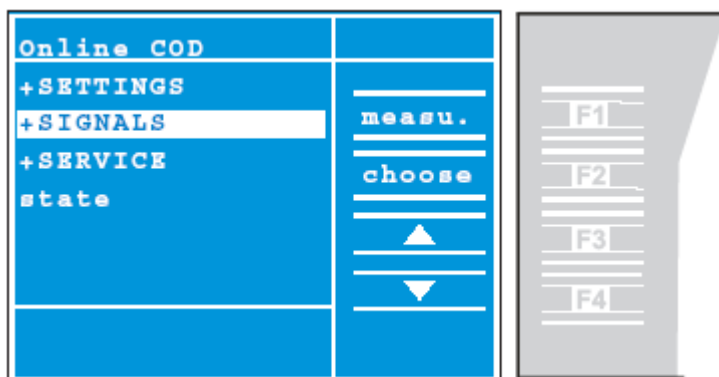 Online COD
+SETTINGS
+SIGNALS
+SERVICE
state
measu.
choose
F1
F2
F3
F4